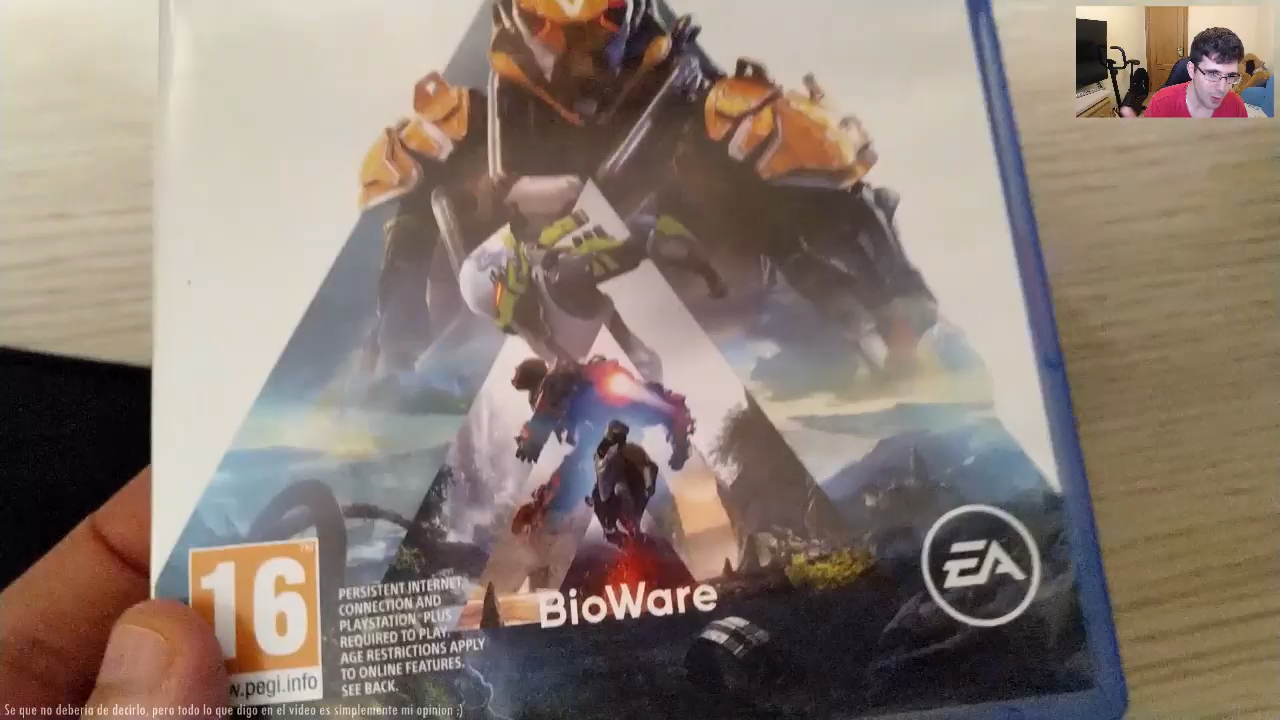 16
PERSISTENT INTERNET
CONNECTION AND
PLAYSTATION PLUS
REQUIRED TO PLAY.
AGE RESTRICTIONS APPLY
TO ONLINE FEATURES.
SEE BACK.
w.pegi.info
BioWare
EA
Se que no deberia de decirlo, pero todo lo que digo en el video es simplemente mi opinion :)